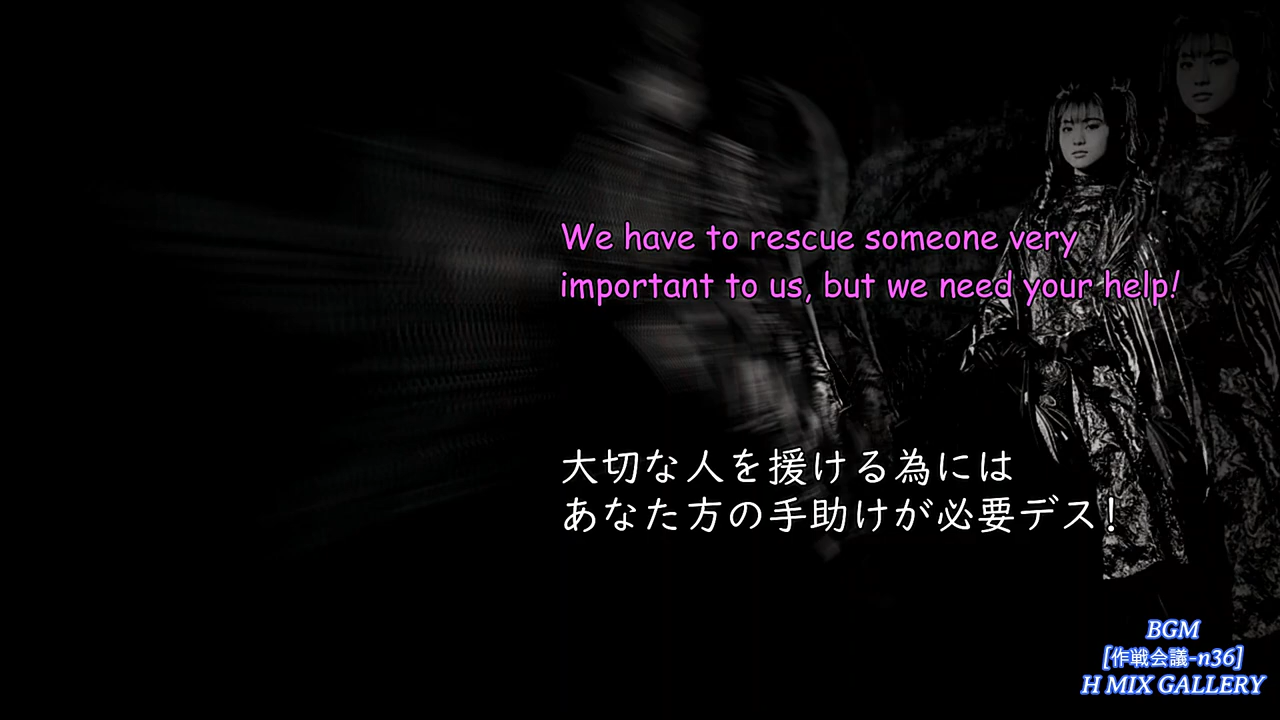 We have to rescue someone very
important to us, but we need your help!
大切な人を援ける為には
あなた方の手助けが必要デス！
BGM
[作戦会議-n36]
H MIX GALLERY